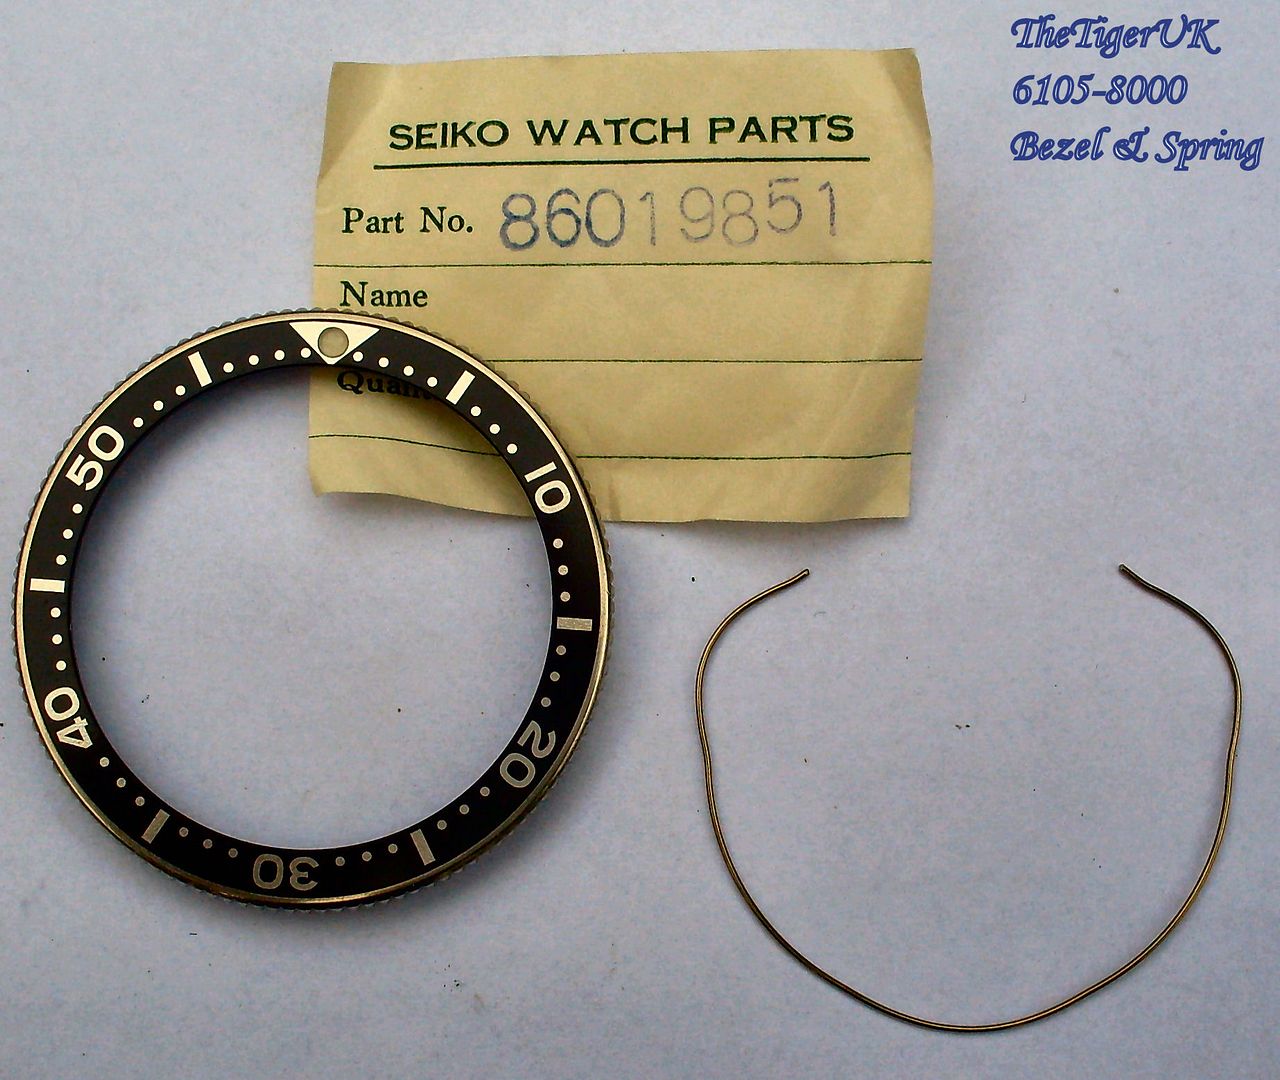 TheTigerUK
6105-8000
Bezel & Spring
SEIKO WATCH PARTS
Part No. 86019851
Name
10
20
30
40
50